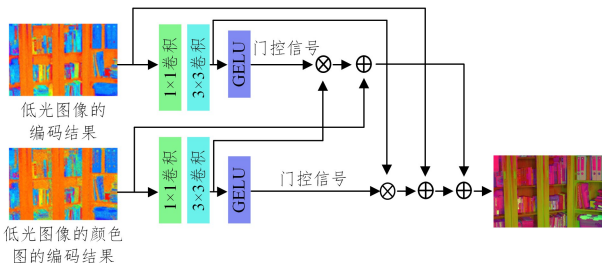 1×1卷积
3×3卷积
GELU
门控信号
低光图像的
编码结果
1×1卷积
3×3卷积
GELU
门控信号
低光图像的颜色
图的编码结果